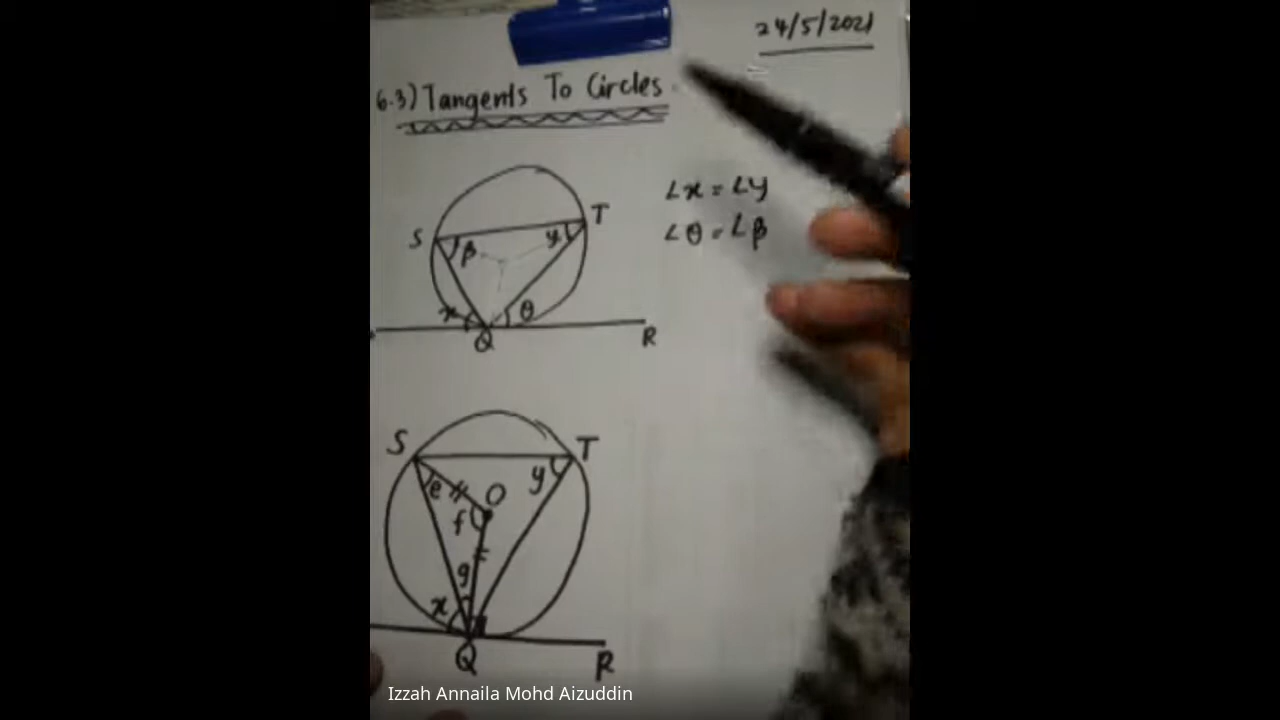 24/5/2021
6.3) Tangents To Circles
∠x = ∠y
∠θ = ∠β
S
T
β
y
x
θ
Q
R
S
T
e
y
O
f
g
x
Q
R
Izzah Annaila Mohd Aizuddin